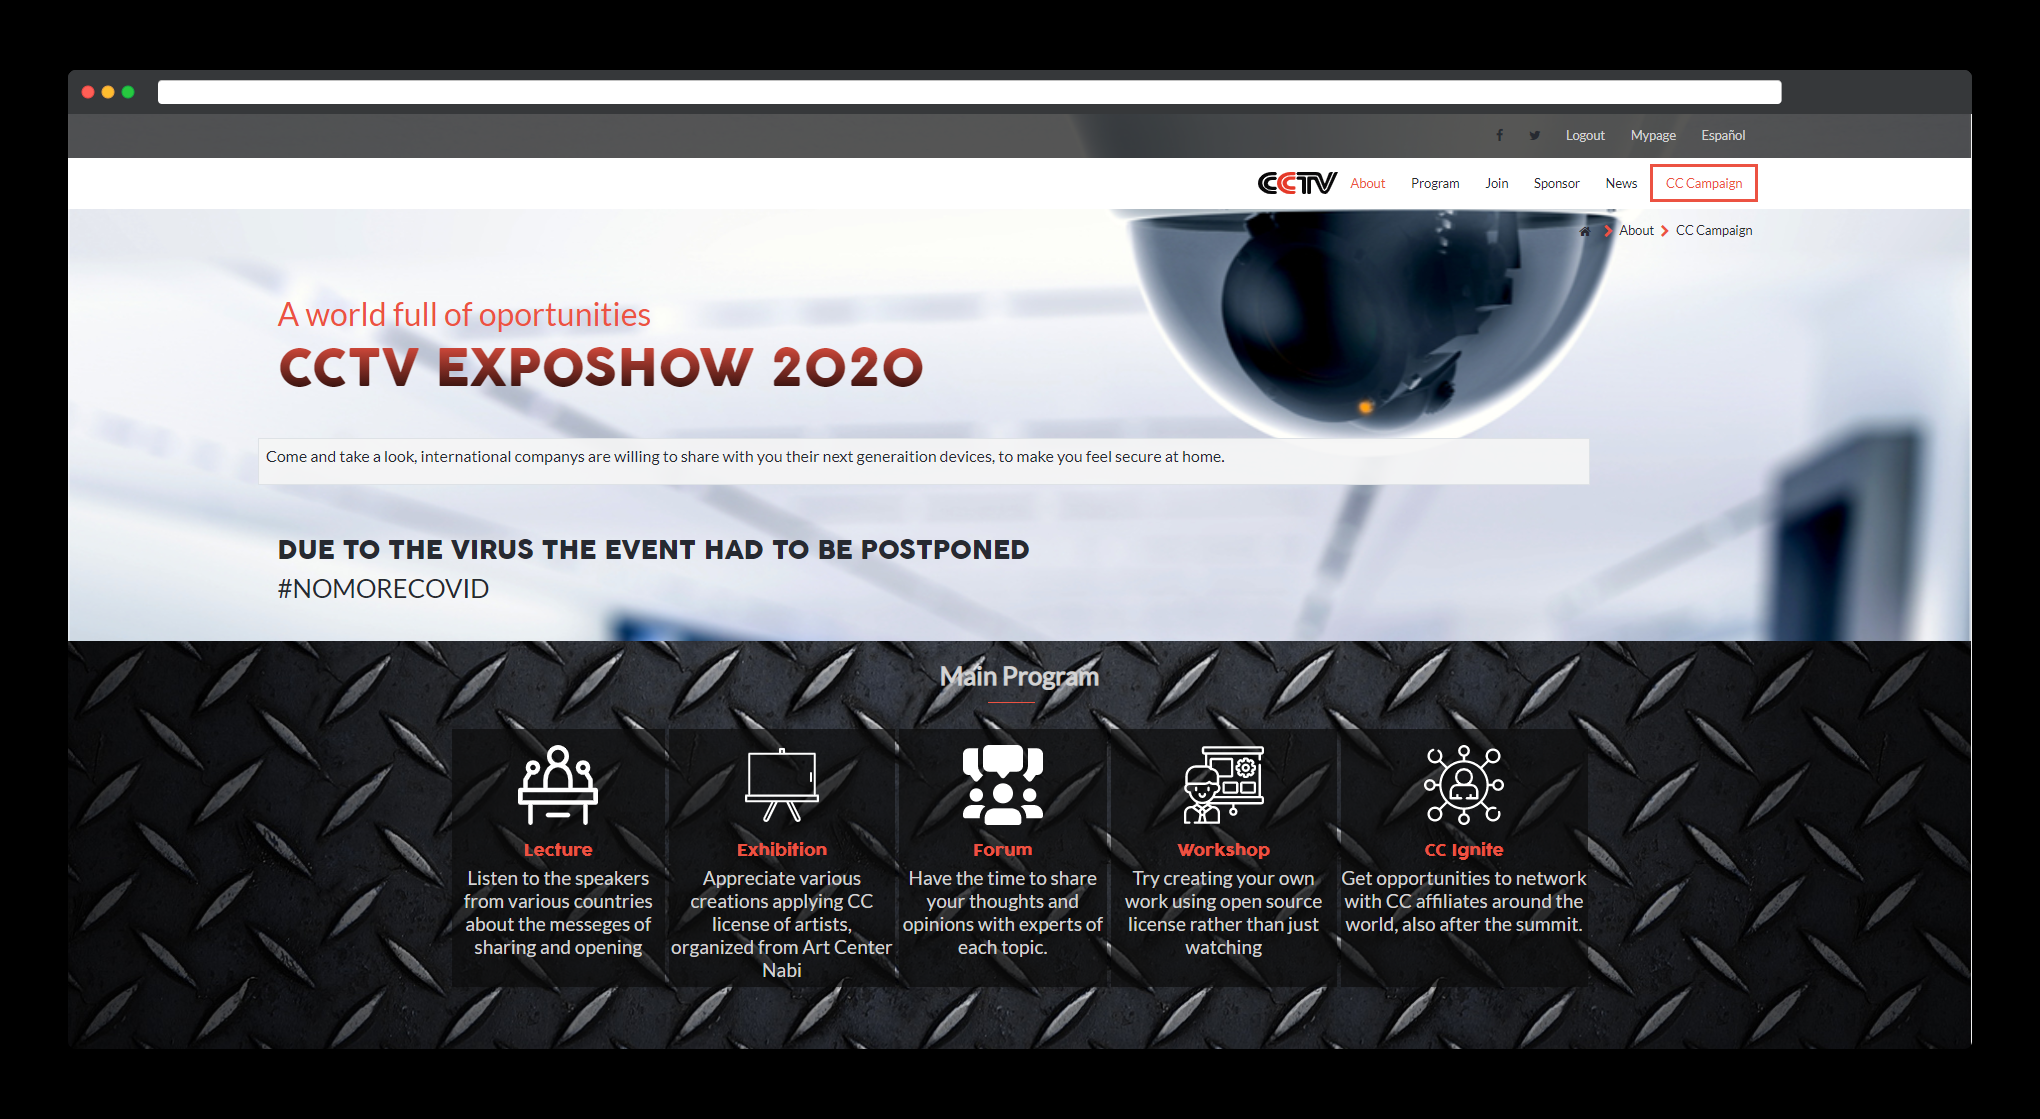 Logout Mypage Español
CCTV About Program Join Sponsor News CC Campaign
About CC Campaign
A world full of oportunities
CCTV EXPOSHOW 2020
Come and take a look, international companys are willing to share with you their next generaition devices, to make you feel secure at home.
DUE TO THE VIRUS THE EVENT HAD TO BE POSTPONED
#NOMORECOVID
Main Program
Lecture
Listen to the speakers
from various countries
about the messeges of
sharing and opening
Exhibition
Appreciate various
creations applying CC
license of artists,
organized from Art Center
Nabi
Forum
Have the time to share
your thoughts and
opinions with experts of
each topic.
Workshop
Try creating your own
work using open source
license rather than just
watching
CC Ignite
Get opportunities to network
with CC affiliates around the
world, also after the summit.